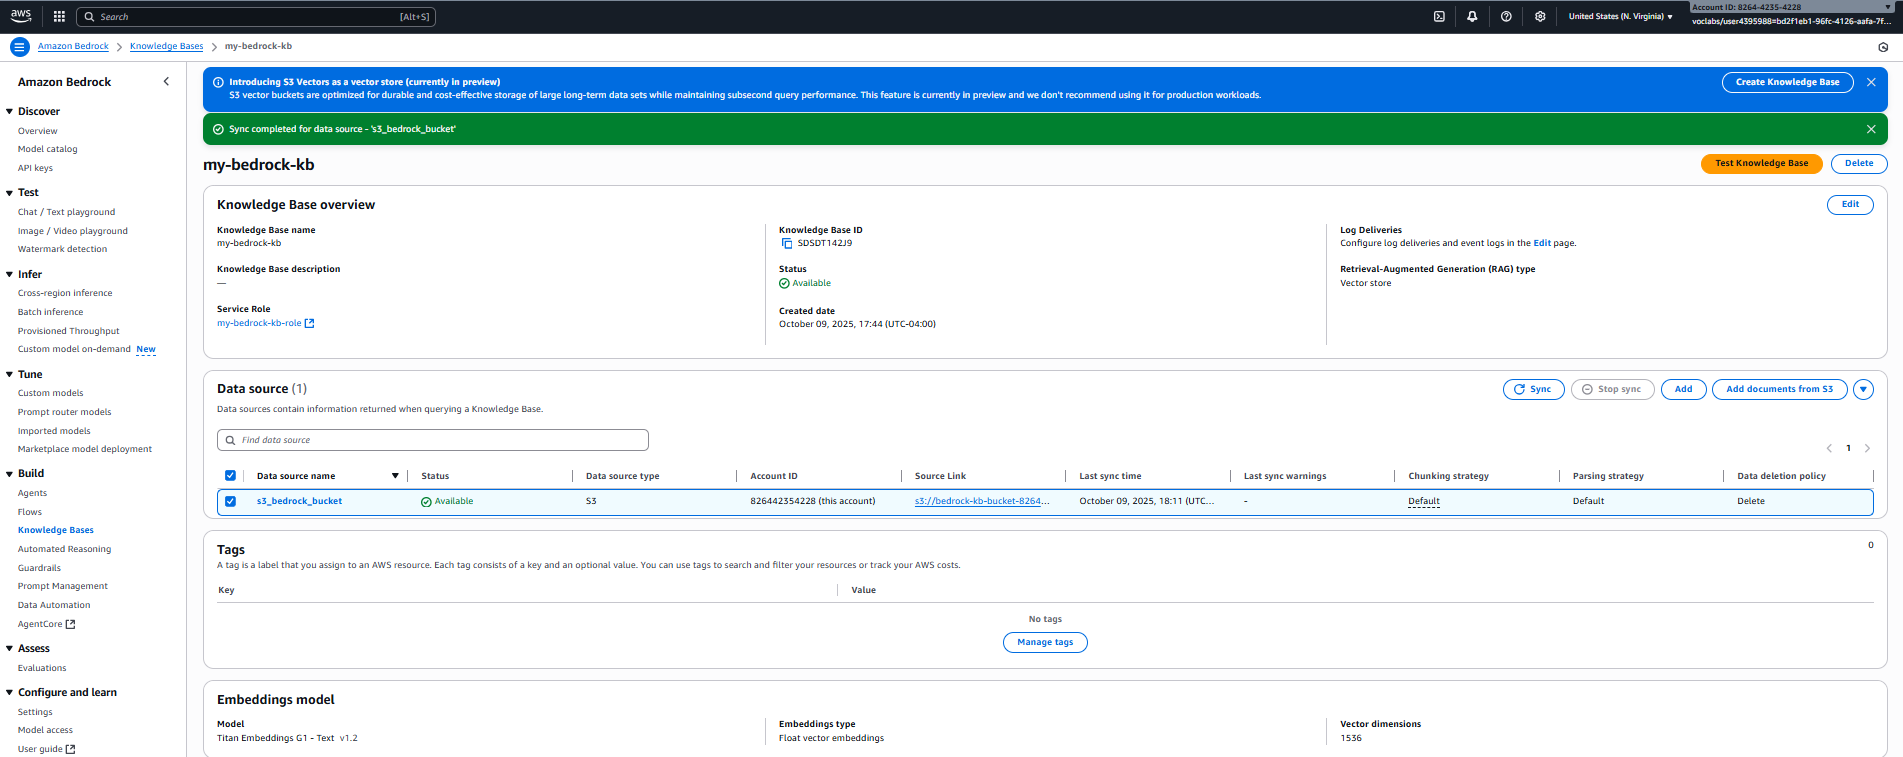 aws
Search [Alt+S]
United States (N. Virginia)
Account ID: 8264-4235-4228
voclabs/user4395988=bd2f1eb1-96fc-4126-aafa-7f...
Amazon Bedrock > Knowledge Bases > my-bedrock-kb
Amazon Bedrock
Discover
Overview
Model catalog
API keys
Test
Chat / Text playground
Image / Video playground
Watermark detection
Infer
Cross-region inference
Batch inference
Provisioned Throughput
Custom model on-demand New
Tune
Custom models
Prompt router models
Imported models
Marketplace model deployment
Build
Agents
Flows
Knowledge Bases
Automated Reasoning
Guardrails
Prompt Management
Data Automation
AgentCore
Assess
Evaluations
Configure and learn
Settings
Model access
User guide
Introducing S3 Vectors as a vector store (currently in preview)
S3 vector buckets are optimized for durable and cost-effective storage of large long-term data sets while maintaining subsecond query performance. This feature is currently in preview and we don't recommend using it for production workloads.
Create Knowledge Base
Sync completed for data source - 's3_bedrock_bucket'
my-bedrock-kb
Test Knowledge Base Delete
Knowledge Base overview
Edit
Knowledge Base name
my-bedrock-kb
Knowledge Base description
—
Service Role
my-bedrock-kb-role
Knowledge Base ID
SDSDT142J9
Status
Available
Created date
October 09, 2025, 17:44 (UTC-04:00)
Log Deliveries
Configure log deliveries and event logs in the Edit page.
Retrieval-Augmented Generation (RAG) type
Vector store
Data source (1)
Sync Stop sync Add Add documents from S3
Data sources contain information returned when querying a Knowledge Base.
Find data source
1
Data source name Status Data source type Account ID Source Link Last sync time Last sync warnings Chunking strategy Parsing strategy Data deletion policy
s3_bedrock_bucket Available S3 826442354228 (this account) s3://bedrock-kb-bucket-8264... October 09, 2025, 18:11 (UTC... - Default Default Delete
Tags
0
A tag is a label that you assign to an AWS resource. Each tag consists of a key and an optional value. You can use tags to search and filter your resources or track your AWS costs.
Key Value
No tags
Manage tags
Embeddings model
Model
Titan Embeddings G1 - Text v1.2
Embeddings type
Float vector embeddings
Vector dimensions
1536